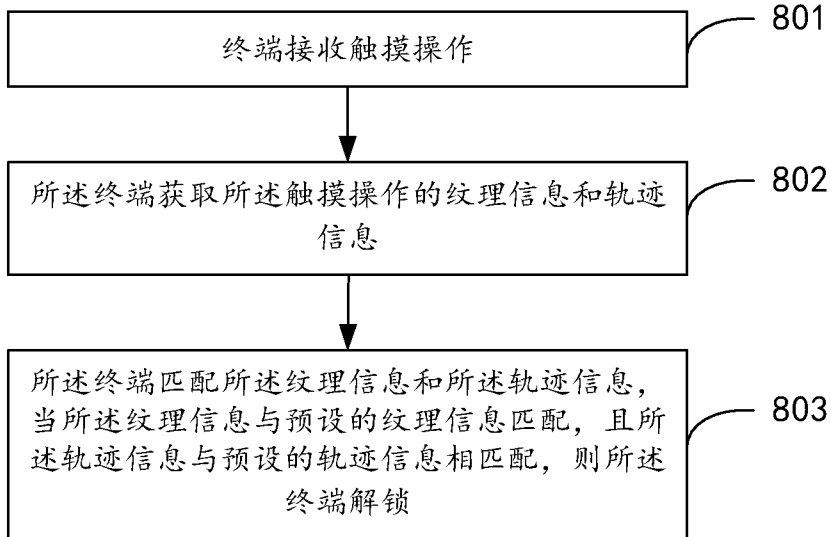 终端接收触摸操作
801
所述终端获取所述触摸操作的纹理信息和轨迹
信息
802
所述终端匹配所述纹理信息和所述轨迹信息，
当所述纹理信息与预设的纹理信息匹配，且所
述轨迹信息与预设的轨迹信息相匹配，则所述
终端解锁
803